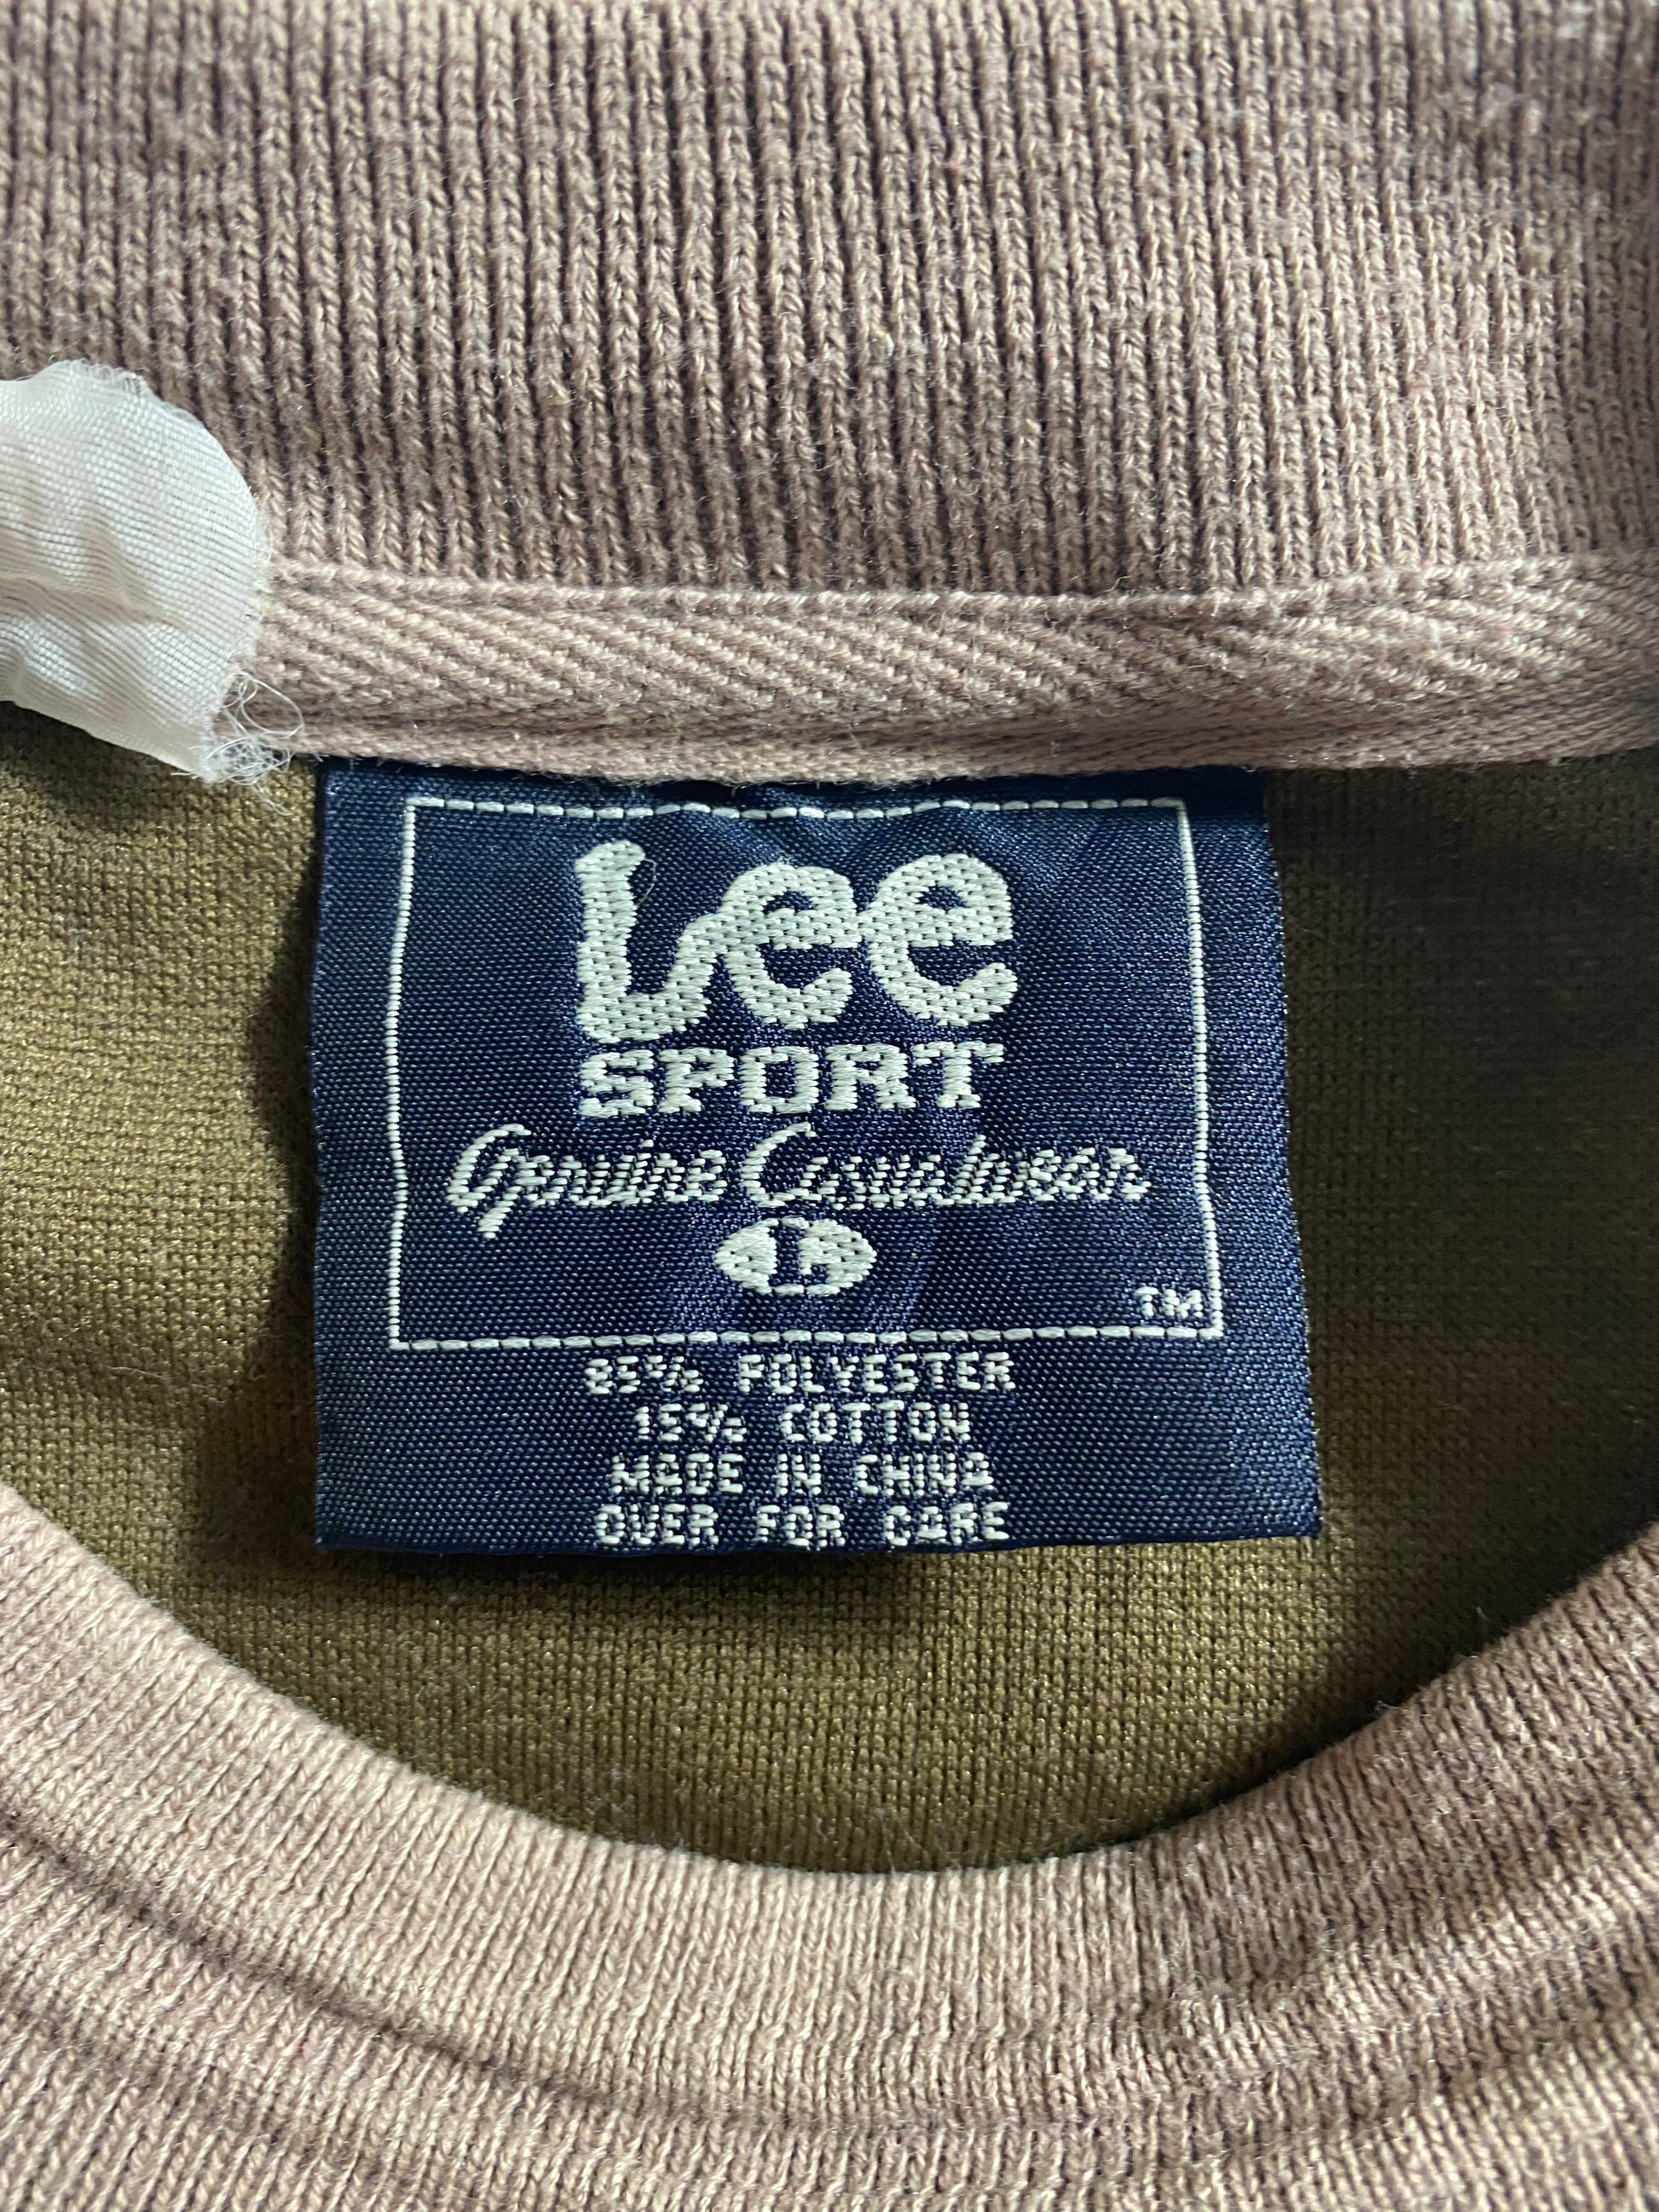 Lee
SPORT
Genuine Casualwear
L
TM
85% POLYESTER
15% COTTON
MADE IN CHINA
OVER FOR CARE